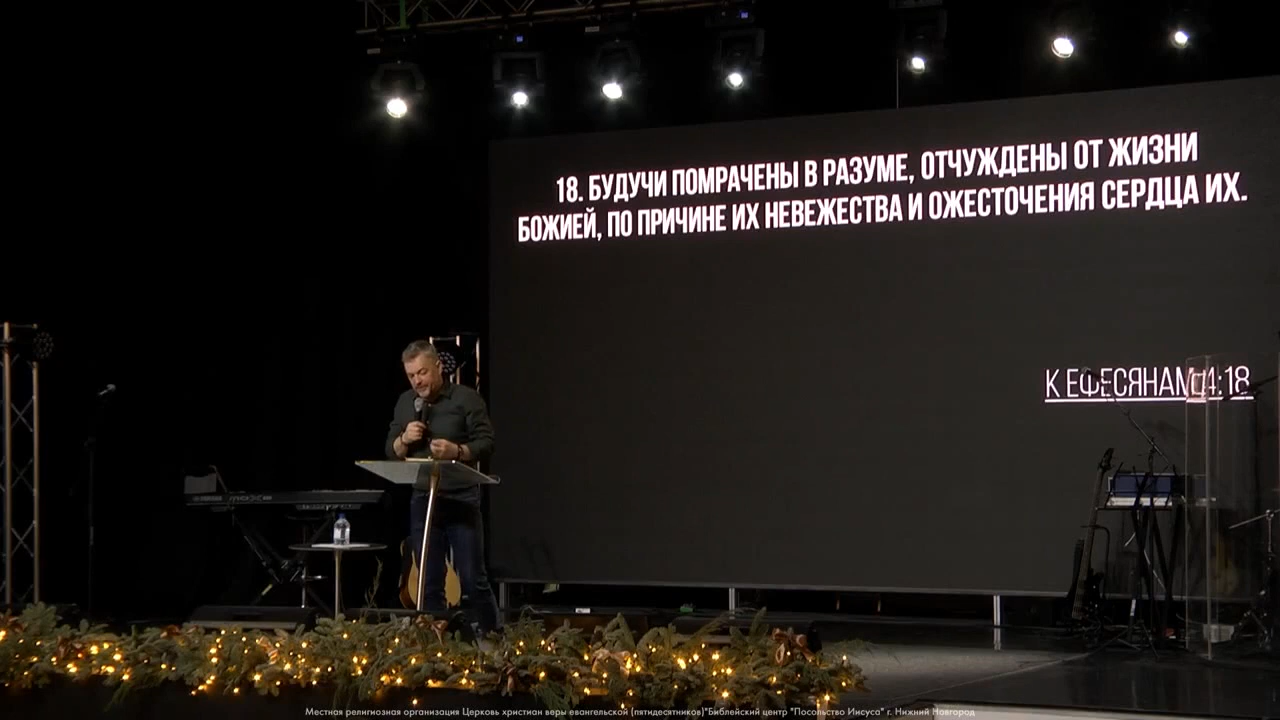 18. БУДУЧИ ПОМРАЧЕНЫ В РАЗУМЕ, ОТЧУЖДЕНЫ ОТ ЖИЗНИ
БОЖИЕЙ, ПО ПРИЧИНЕ ИХ НЕВЕЖЕСТВА И ОЖЕСТОЧЕНИЯ СЕРДЦА ИХ.
К ЕФЕСЯНАМ 4:18
Местная религиозная организация Церковь христиан веры евангельской (пятидесятников)"Библейский центр "Посольство Иисуса" г. Нижний Новгород